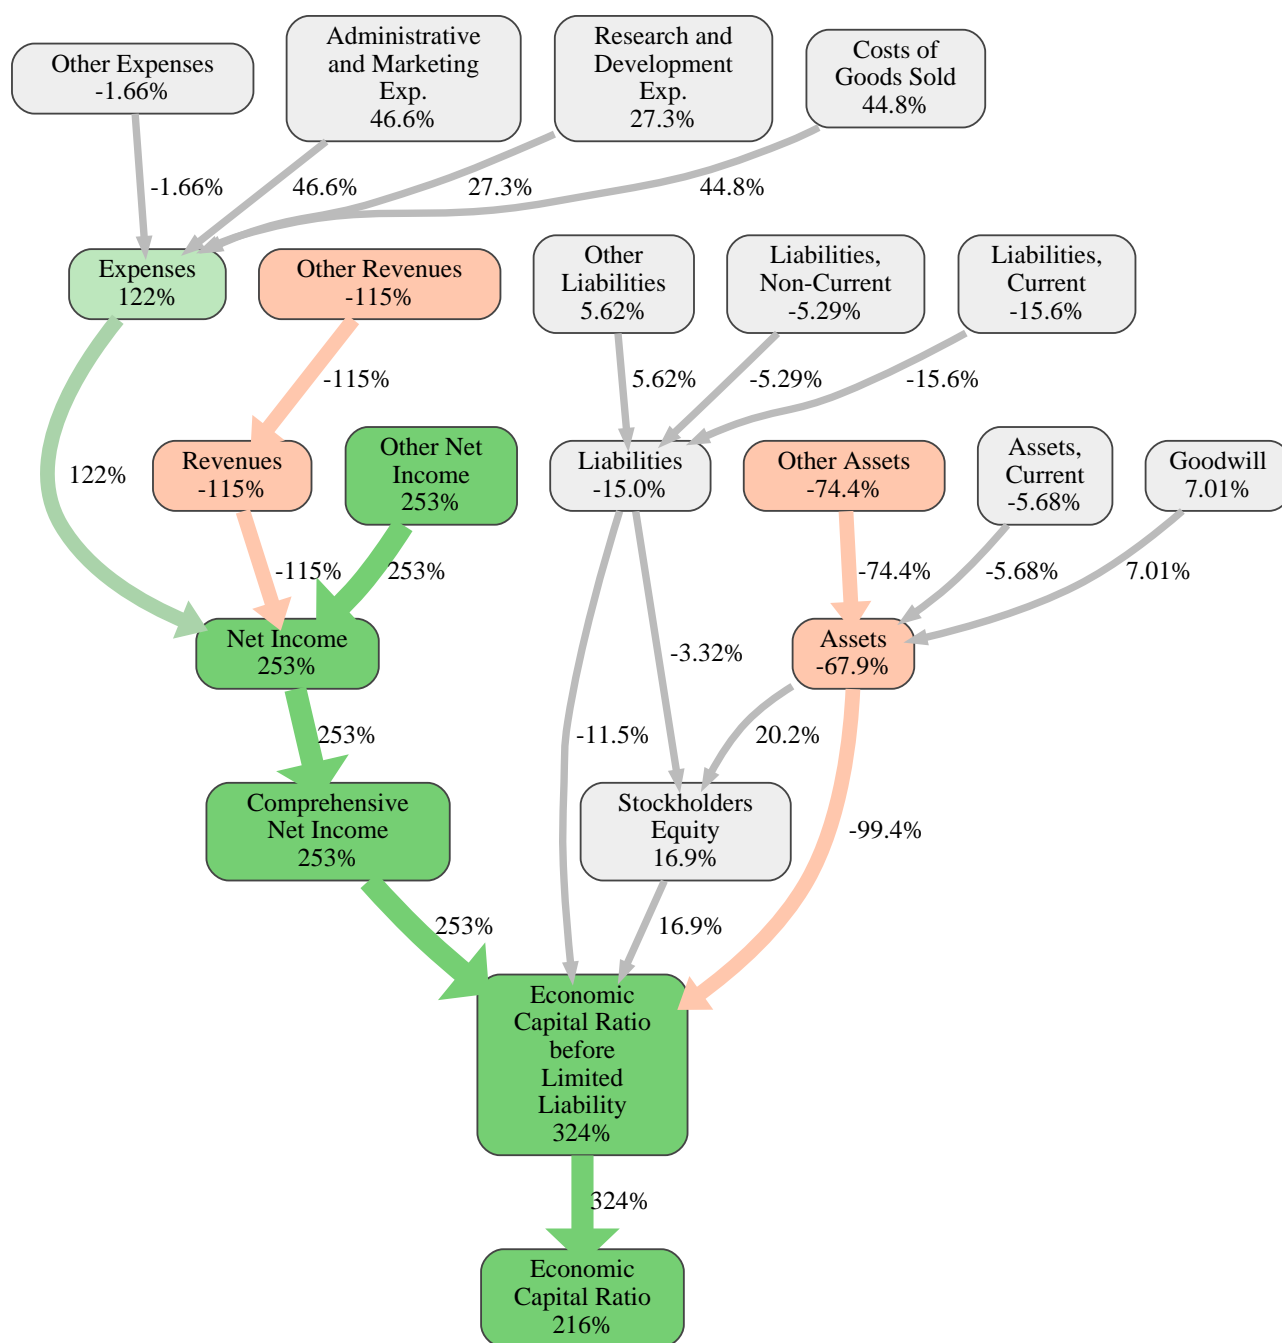 Other Expenses
-1.66%
Administrative
and Marketing
Exp.
46.6%
Research and
Development
Exp.
27.3%
Costs of
Goods Sold
44.8%
-1.66%
46.6%
27.3%
44.8%
Expenses
122%
Other Revenues
-115%
Other
Liabilities
5.62%
Liabilities,
Non-Current
-5.29%
Liabilities,
Current
-15.6%
-115%
5.62%
-5.29%
-15.6%
122%
Revenues
-115%
Other Net
Income
253%
Liabilities
-15.0%
Other Assets
-74.4%
Assets,
Current
-5.68%
Goodwill
7.01%
-115%
253%
-74.4%
-5.68%
7.01%
Net Income
253%
-3.32%
Assets
-67.9%
253%
-11.5%
20.2%
Comprehensive
Net Income
253%
Stockholders
Equity
16.9%
-99.4%
253%
16.9%
Economic
Capital Ratio
before
Limited
Liability
324%
324%
Economic
Capital Ratio
216%